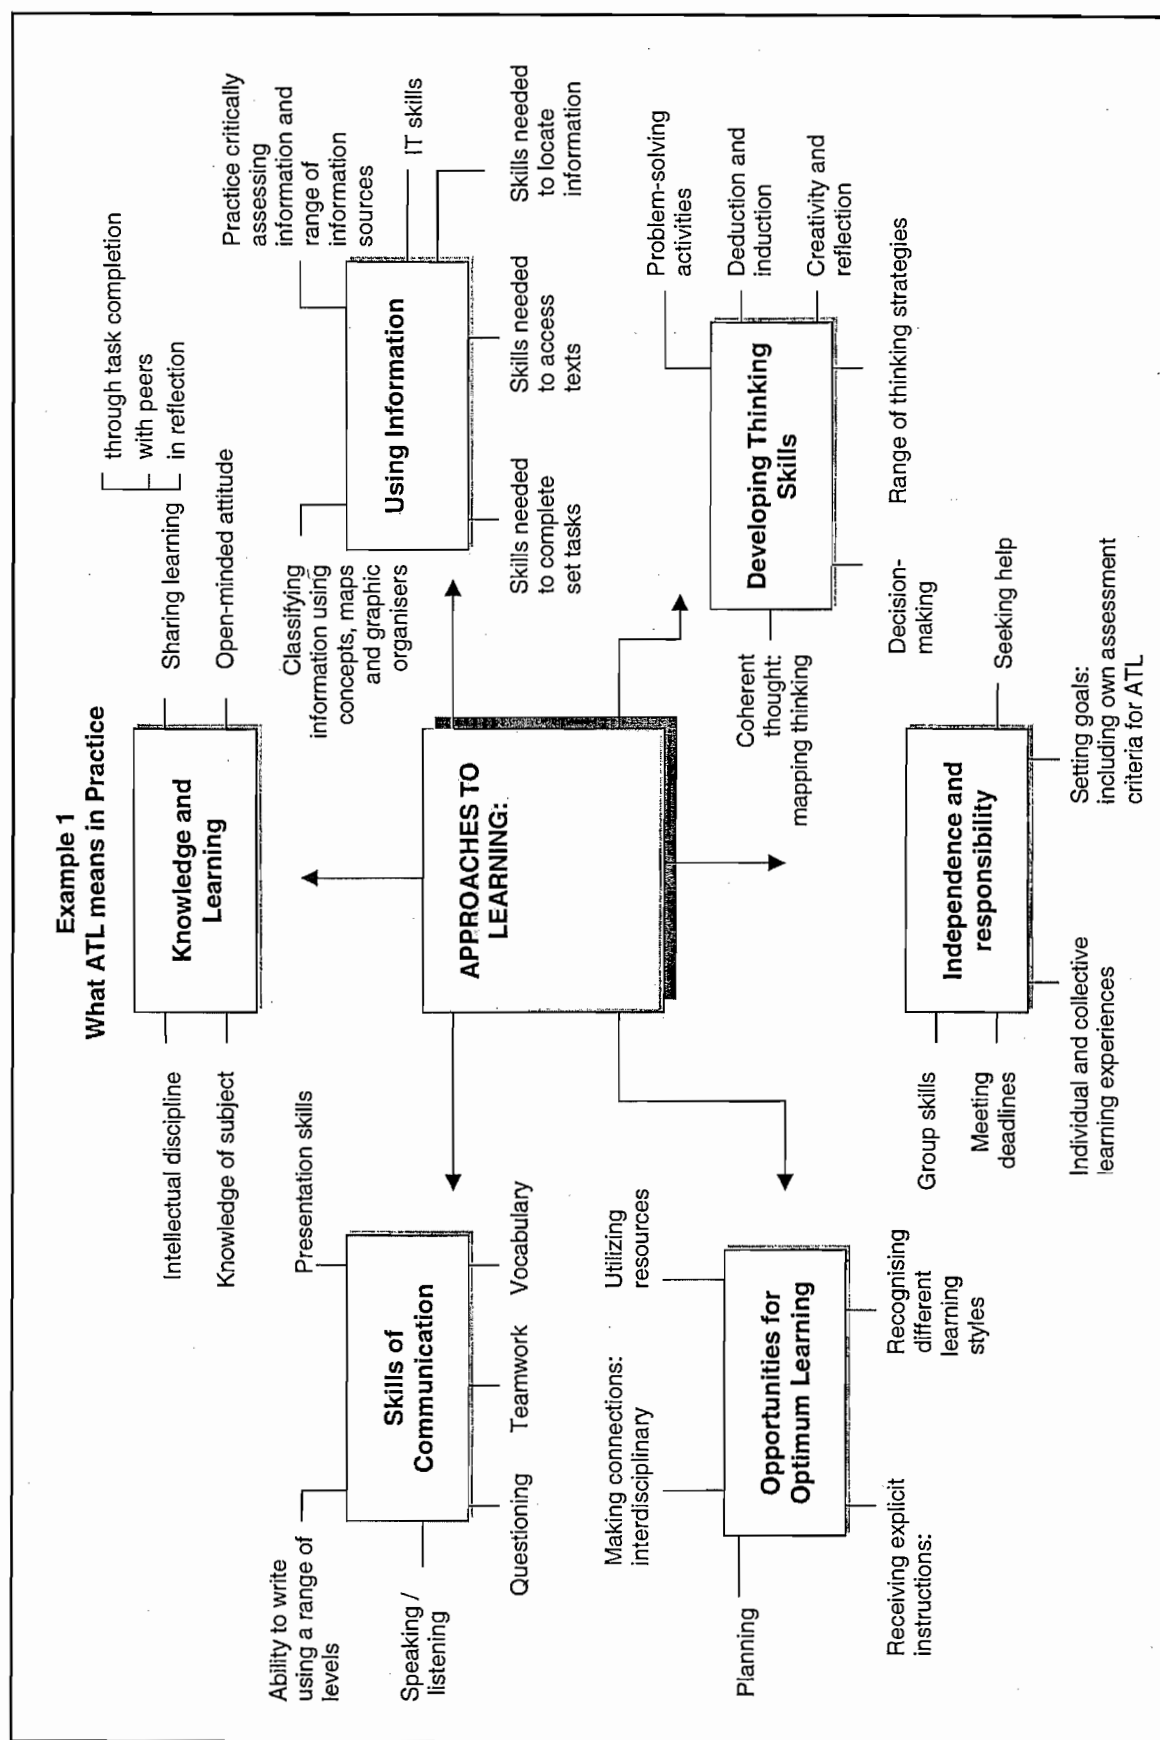 Example 1
What ATL means in Practice
Knowledge and
Learning
Intellectual discipline
Knowledge of subject
Sharing learning
through task completion
with peers
in reflection
Open-minded attitude
Skills of
Communication
Ability to write
using a range of
levels
Presentation skills
Speaking /
listening
Questioning
Teamwork
Vocabulary
APPROACHES TO
LEARNING:
Using Information
Classifying
information using
concepts, maps
and graphic
organisers
Practice critically
assessing
information and
range of
information
sources
IT skills
Skills needed
to complete
set tasks
Skills needed
to access
texts
Skills needed
to locate
information
Opportunities for
Optimum Learning
Making connections:
interdisciplinary
Utilizing
resources
Planning
Receiving explicit
instructions:
Recognising
different
learning
styles
Independence and
responsibility
Group skills
Meeting
deadlines
Individual and collective
learning experiences
Seeking help
Setting goals:
including own assessment
criteria for ATL
Developing Thinking
Skills
Coherent
thought:
mapping thinking
Problem-solving
activities
Deduction and
induction
Creativity and
reflection
Decision-
making
Range of thinking strategies